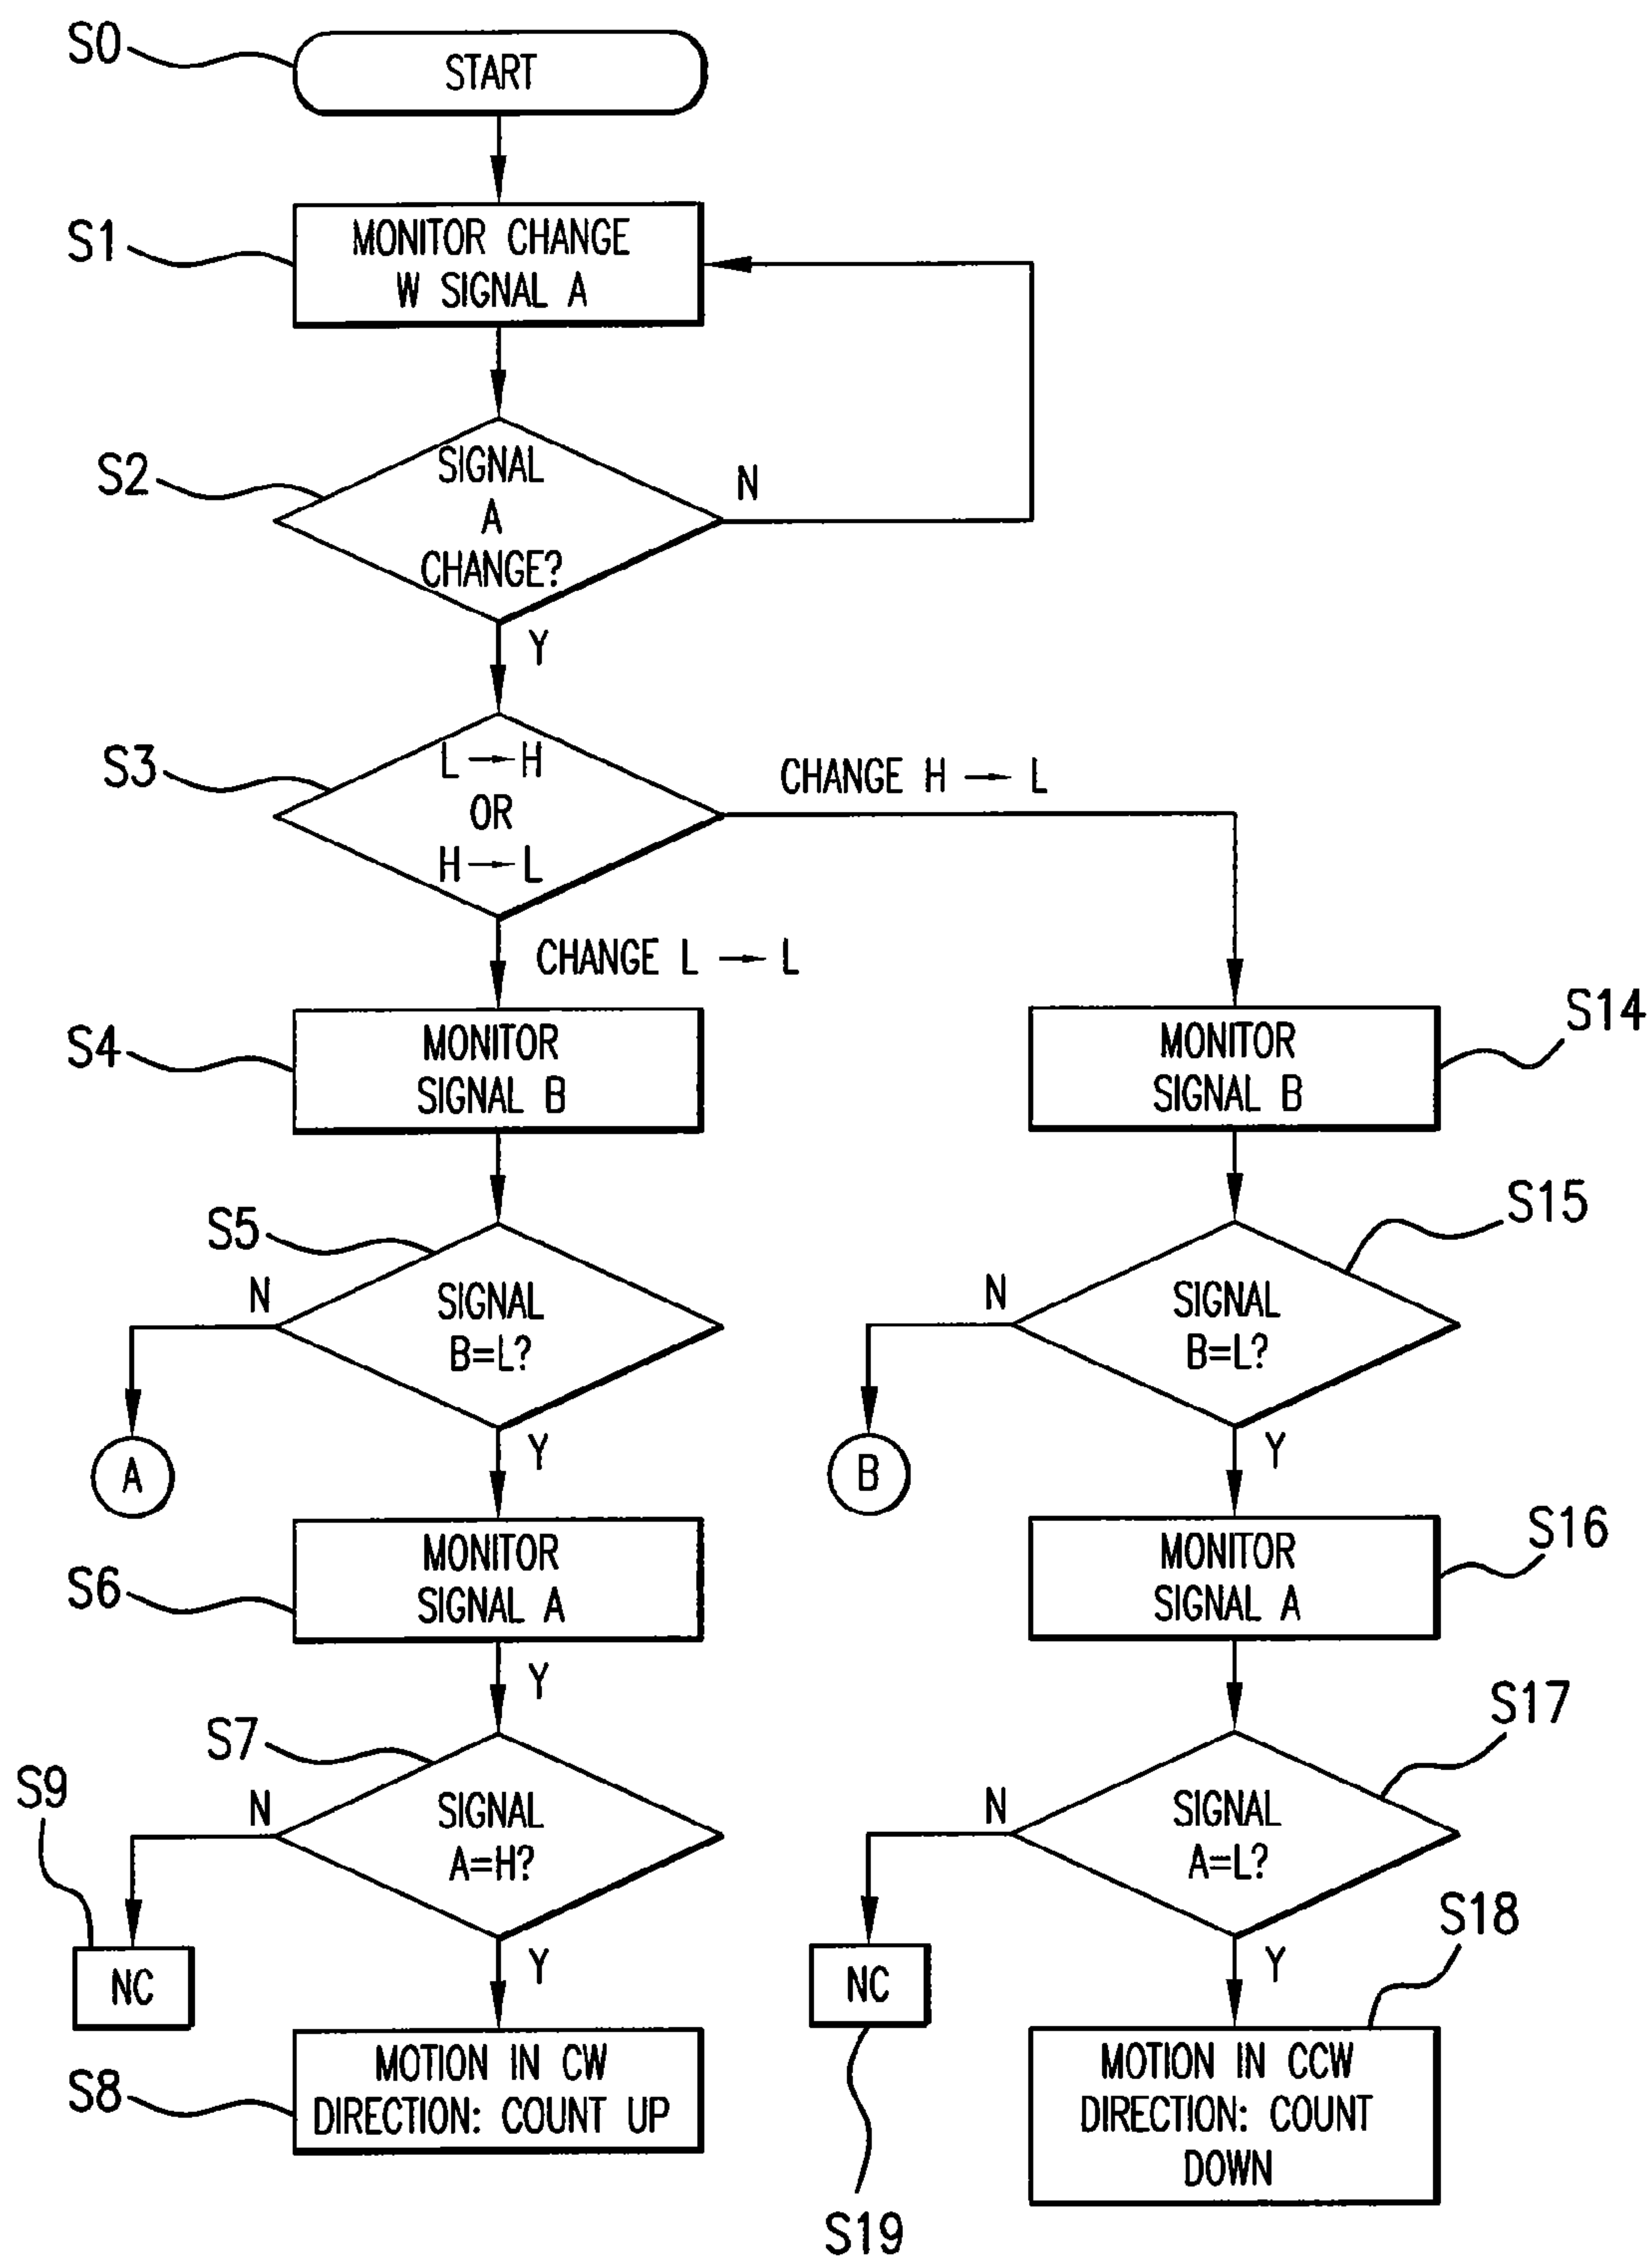 S0
START
S1
MONITOR CHANGE
W SIGNAL A
S2
SIGNAL
A
CHANGE?
N
Y
S3
L → H
OR
H → L
CHANGE H → L
CHANGE L → L
S4
MONITOR
SIGNAL B
MONITOR
SIGNAL B
S14
S5
N
SIGNAL
B=L?
S15
N
SIGNAL
B=L?
A
Y
B
Y
S6
MONITOR
SIGNAL A
MONITOR
SIGNAL A
S16
Y
S7
S9
N
SIGNAL
A=H?
S17
N
SIGNAL
A=L?
NC
Y
NC
Y
S18
S8
MOTION IN CW
DIRECTION: COUNT UP
MOTION IN CCW
DIRECTION: COUNT
DOWN
S19